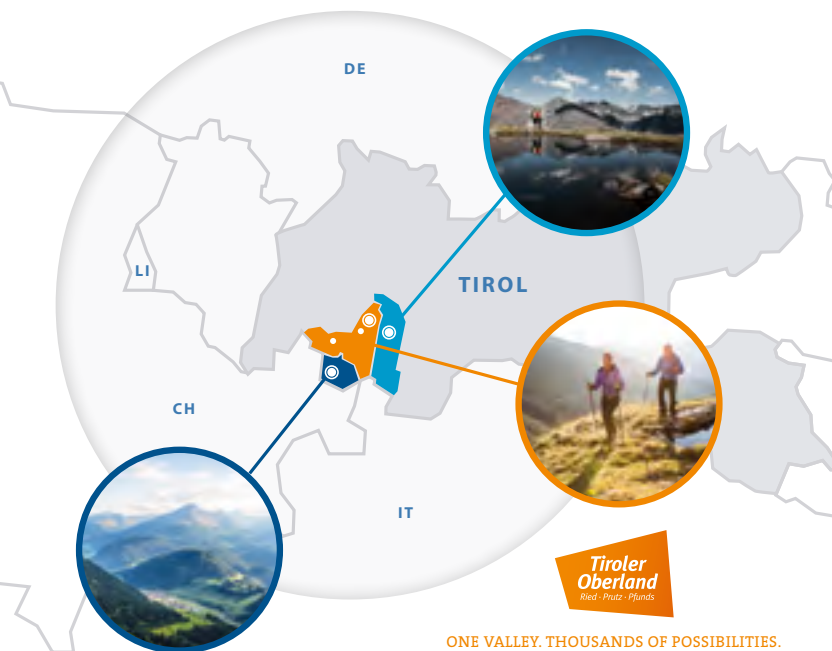 DE
LI
TIROL
CH
IT
Tiroler
Oberland
Ried · Prutz · Pfunds
ONE VALLEY. THOUSANDS OF POSSIBILITIES.